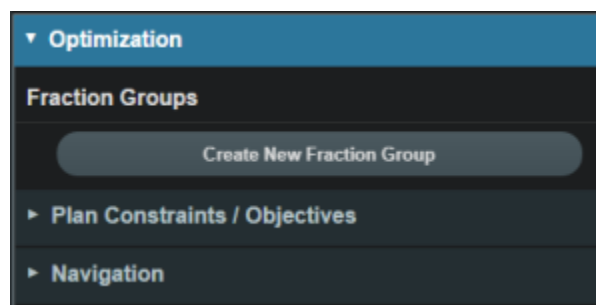 Optimization
Fraction Groups
Create New Fraction Group
Plan Constraints / Objectives
Navigation